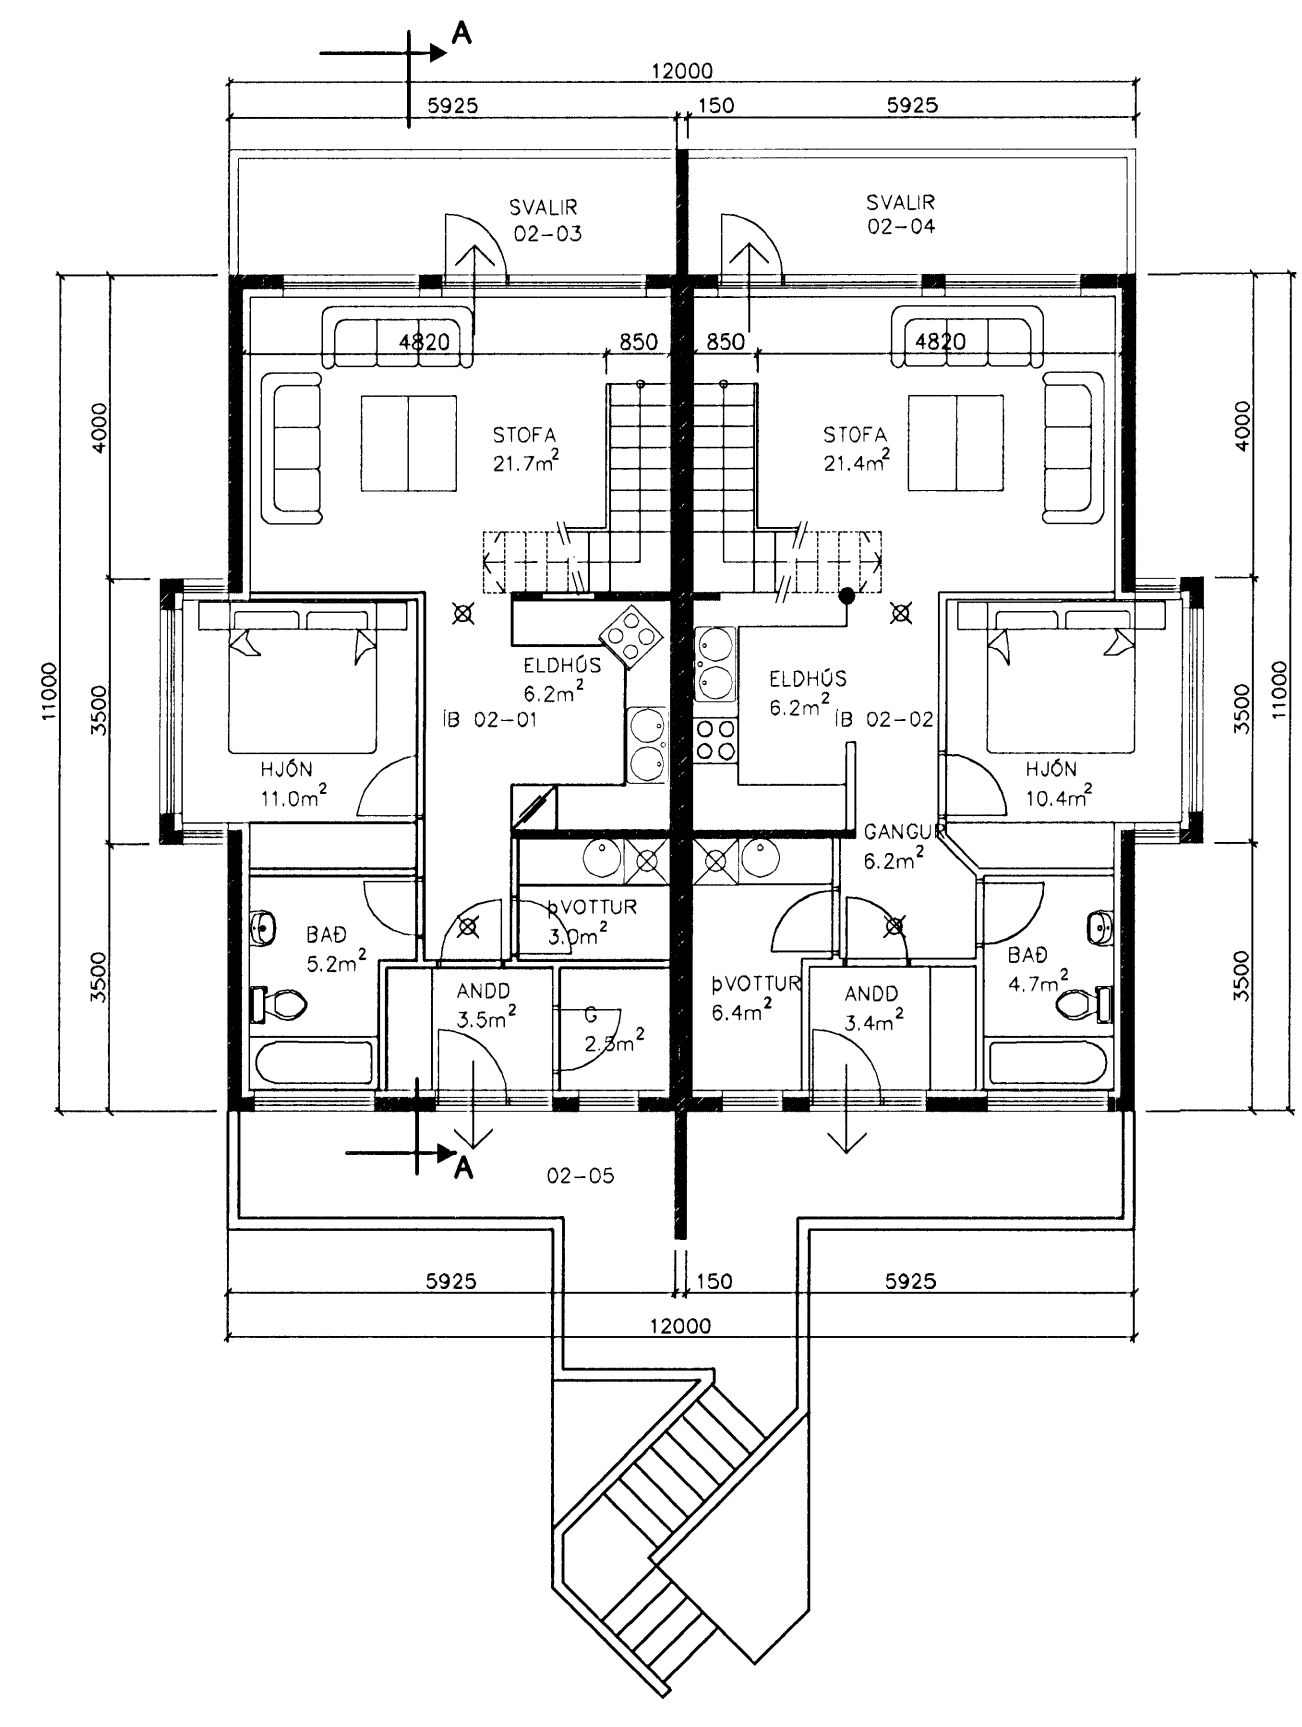 A
12000
5925
150
5925
SVALIR
02-03
SVALIR
02-04
4820
850
850
4820
4000
4000
STOFA
21.7m²
STOFA
21.4m²
11000
3500
ELDHÚS
6.2m²
ÍB 02-01
ELDHÚS
6.2m²
ÍB 02-02
3500
11000
HJÓN
11.0m²
HJÓN
10.4m²
GANGUR
6.2m²
ÞVOTTUR
3.0m²
BAÐ
5.2m²
BAÐ
4.7m²
3500
3500
ANDD
3.5m²
G
2.5m²
ÞVOTTUR
6.4m²
ANDD
3.4m²
A
02-05
5925
150
5925
12000